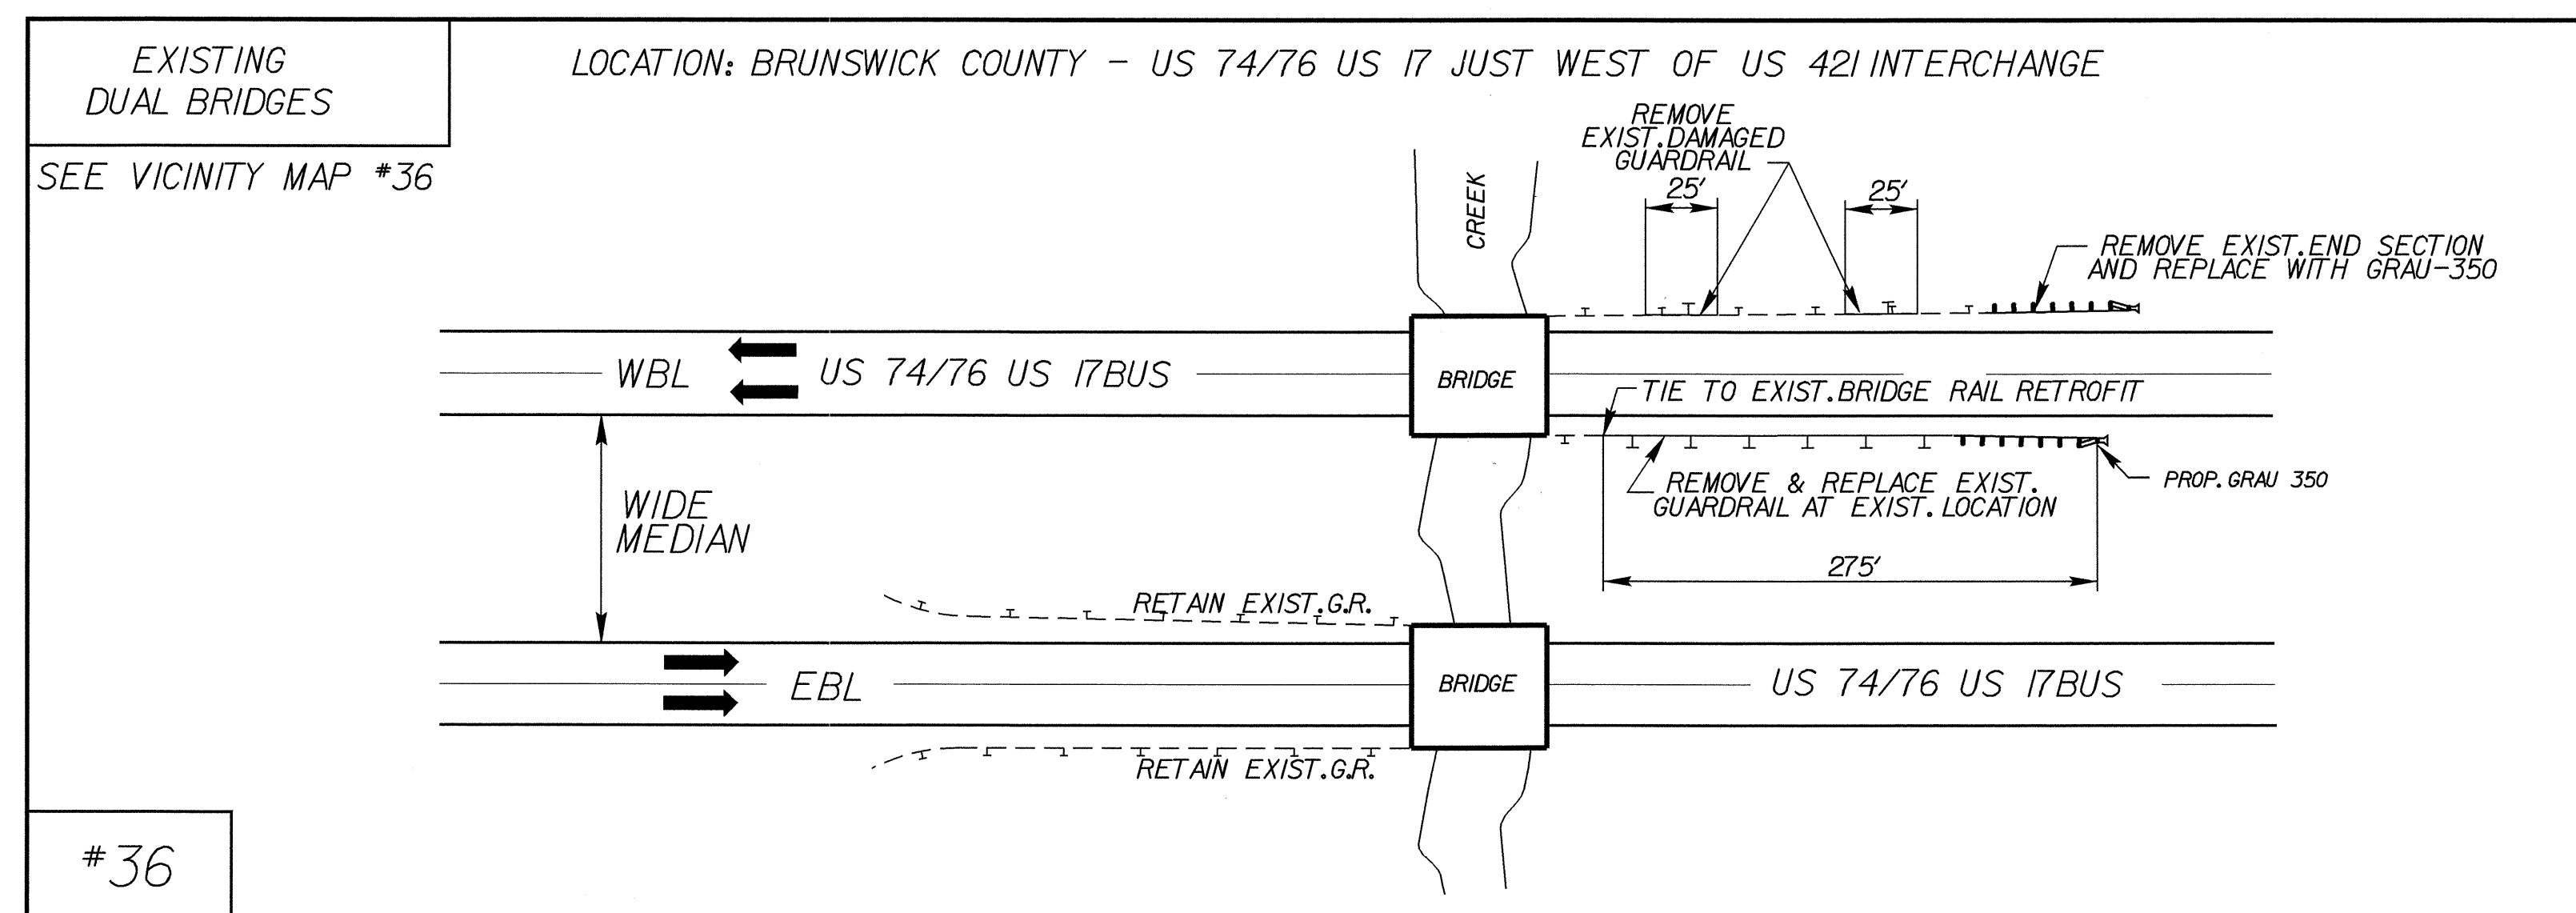 EXISTING
DUAL BRIDGES
LOCATION: BRUNSWICK COUNTY - US 74/76 US 17 JUST WEST OF US 421 INTERCHANGE
SEE VICINITY MAP #36
REMOVE
EXIST. DAMAGED
GUARDRAIL
25'
25'
CREEK
REMOVE EXIST. END SECTION
AND REPLACE WITH GRAU-350
WBL
US 74/76 US 17BUS
BRIDGE
TIE TO EXIST. BRIDGE RAIL RETROFIT
REMOVE & REPLACE EXIST.
GUARDRAIL AT EXIST. LOCATION
PROP. GRAU 350
WIDE
MEDIAN
275'
RETAIN EXIST. G.R.
EBL
BRIDGE
US 74/76 US 17BUS
RETAIN EXIST. G.R.
#36